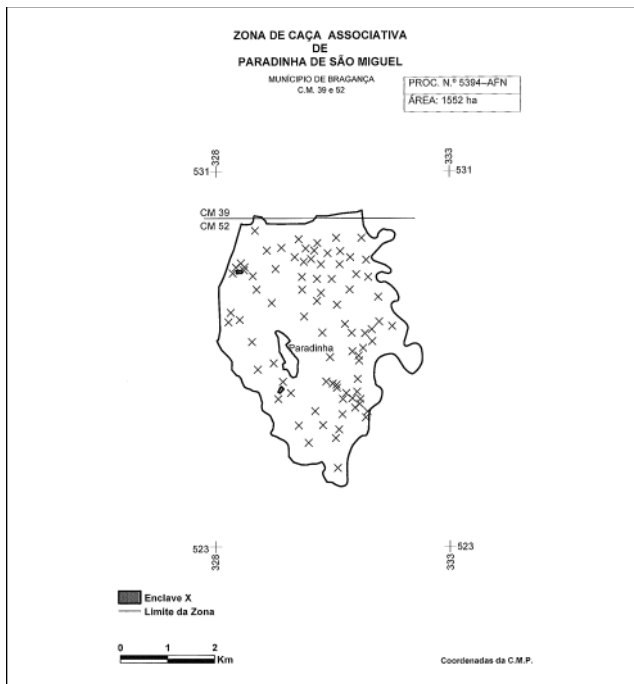 ZONA DE CAÇA ASSOCIATIVA
DE
PARADINHA DE SÃO MIGUEL
MUNÍCIPIO DE BRAGANÇA
C.M. 39 e 52
PROC. N.º 5394–AFN
ÁREA: 1552 ha
328
333
531
531
CM 39
CM 52
Paradinha
523
523
328
333
Enclave X
Limite da Zona
0 1 2
Km
Coordenadas da C.M.P.